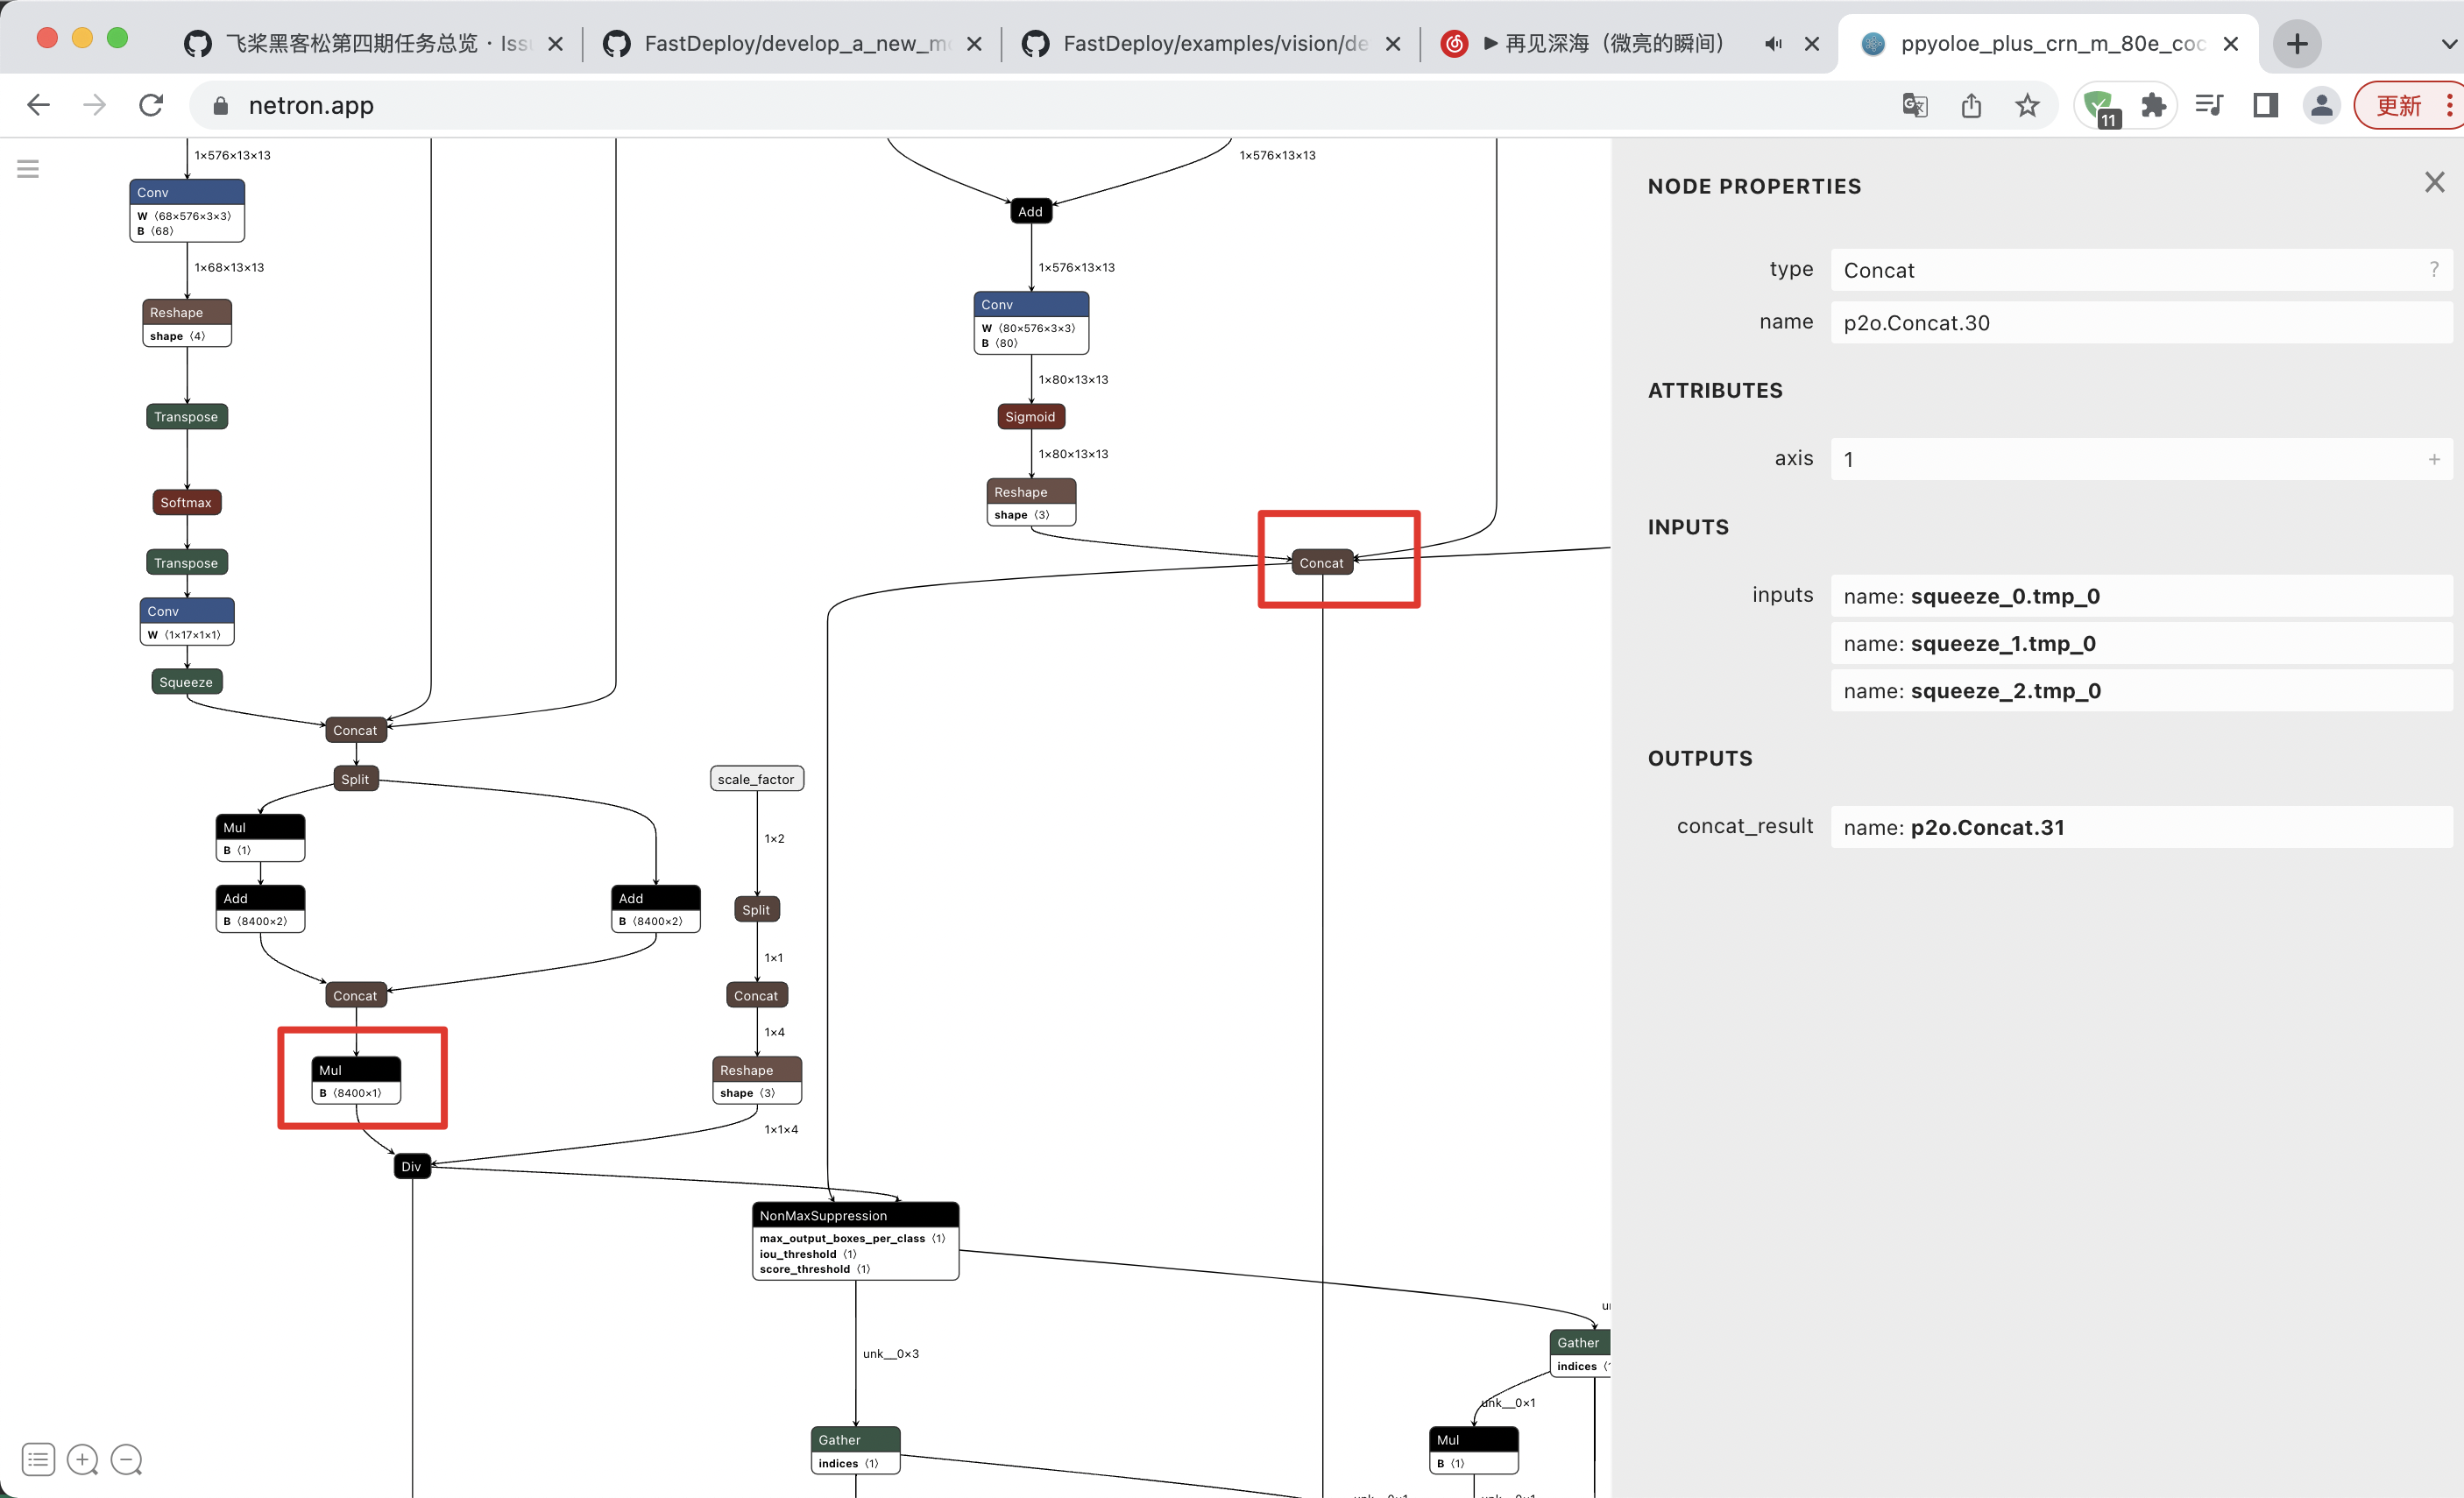 飞桨黑客松第四期任务总览 · Iss
FastDeploy/develop_a_new_m
FastDeploy/examples/vision/de
▶ 再见深海（微亮的瞬间）
ppyoloe_plus_crn_m_80e_coc
netron.app
11
更新
1×576×13×13
Conv
W ⟨68×576×3×3⟩
B ⟨68⟩
1×68×13×13
Reshape
shape ⟨4⟩
Transpose
Softmax
Transpose
Conv
W ⟨1×17×1×1⟩
Squeeze
Concat
Split
Mul
B ⟨1⟩
Add
B ⟨8400×2⟩
Add
B ⟨8400×2⟩
Concat
Mul
B ⟨8400×1⟩
Div
scale_factor
1×2
Split
1×1
Concat
1×4
Reshape
shape ⟨3⟩
1×1×4
1×576×13×13
Add
1×576×13×13
Conv
W ⟨80×576×3×3⟩
B ⟨80⟩
1×80×13×13
Sigmoid
1×80×13×13
Reshape
shape ⟨3⟩
Concat
NonMaxSuppression
max_output_boxes_per_class ⟨1⟩
iou_threshold ⟨1⟩
score_threshold ⟨1⟩
unk__0×3
Gather
indices ⟨1⟩
Gather
indices
unk__0×1
Mul
B ⟨1⟩
unk__0×1
unk__0×1
NODE PROPERTIES
type
Concat
?
name
p2o.Concat.30
ATTRIBUTES
axis
1
+
INPUTS
inputs
name: squeeze_0.tmp_0
name: squeeze_1.tmp_0
name: squeeze_2.tmp_0
OUTPUTS
concat_result
name: p2o.Concat.31